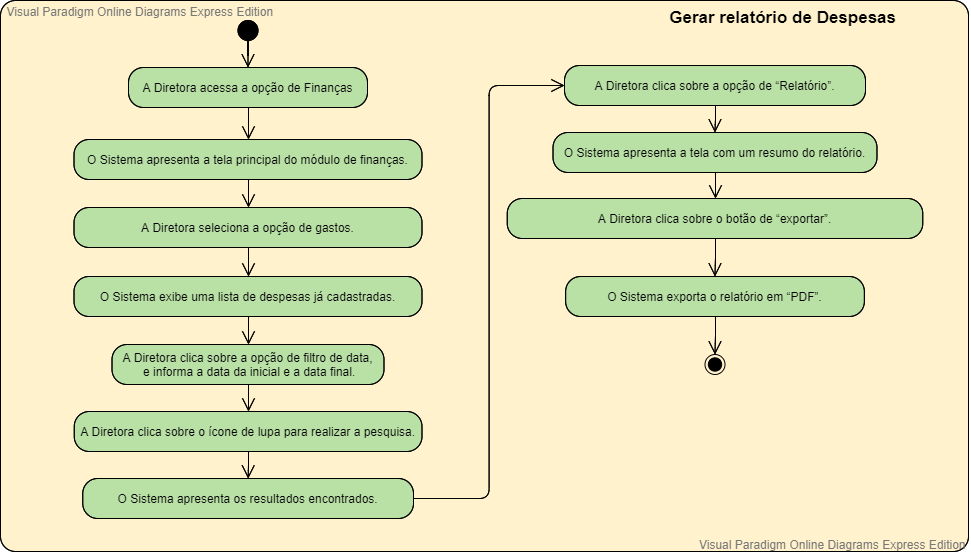 Visual Paradigm Online Diagrams Express Edition
Gerar relatório de Despesas
A Diretora acessa a opção de Finanças
O Sistema apresenta a tela principal do módulo de finanças.
A Diretora seleciona a opção de gastos.
O Sistema exibe uma lista de despesas já cadastradas.
A Diretora clica sobre a opção de filtro de data,
e informa a data da inicial e a data final.
A Diretora clica sobre o ícone de lupa para realizar a pesquisa.
O Sistema apresenta os resultados encontrados.
A Diretora clica sobre a opção de “Relatório”.
O Sistema apresenta a tela com um resumo do relatório.
A Diretora clica sobre o botão de “exportar”.
O Sistema exporta o relatório em “PDF”.
Visual Paradigm Online Diagrams Express Edition